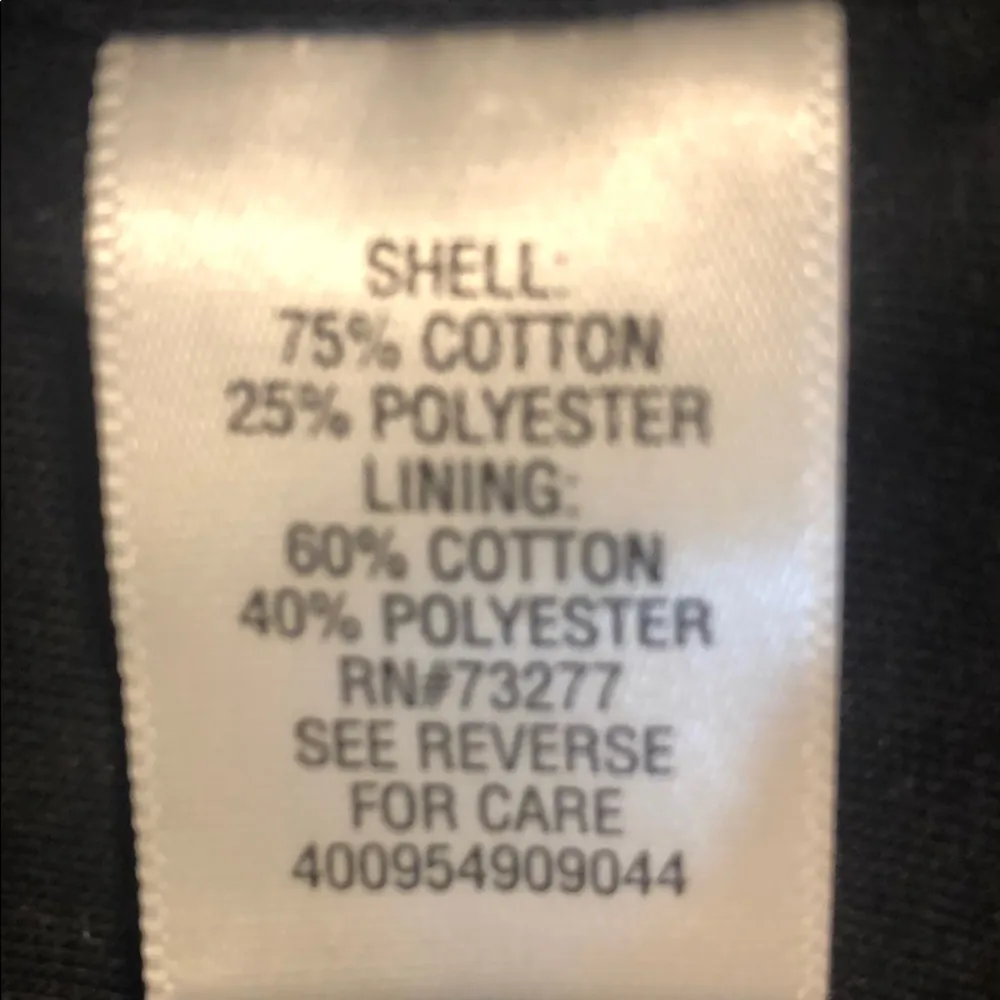 SHELL:
75% COTTON
25% POLYESTER
LINING:
60% COTTON
40% POLYESTER
RN#73277
SEE REVERSE
FOR CARE
400954909044